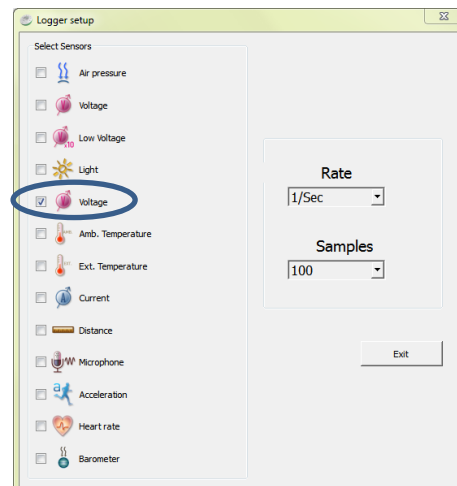 Logger setup
Select Sensors
Air pressure
Voltage
x10
Low Voltage
Light
Voltage
Amb. Temperature
Ext. Temperature
Current
Distance
Microphone
Acceleration
Heart rate
Barometer
Rate
1/Sec
Samples
100
Exit